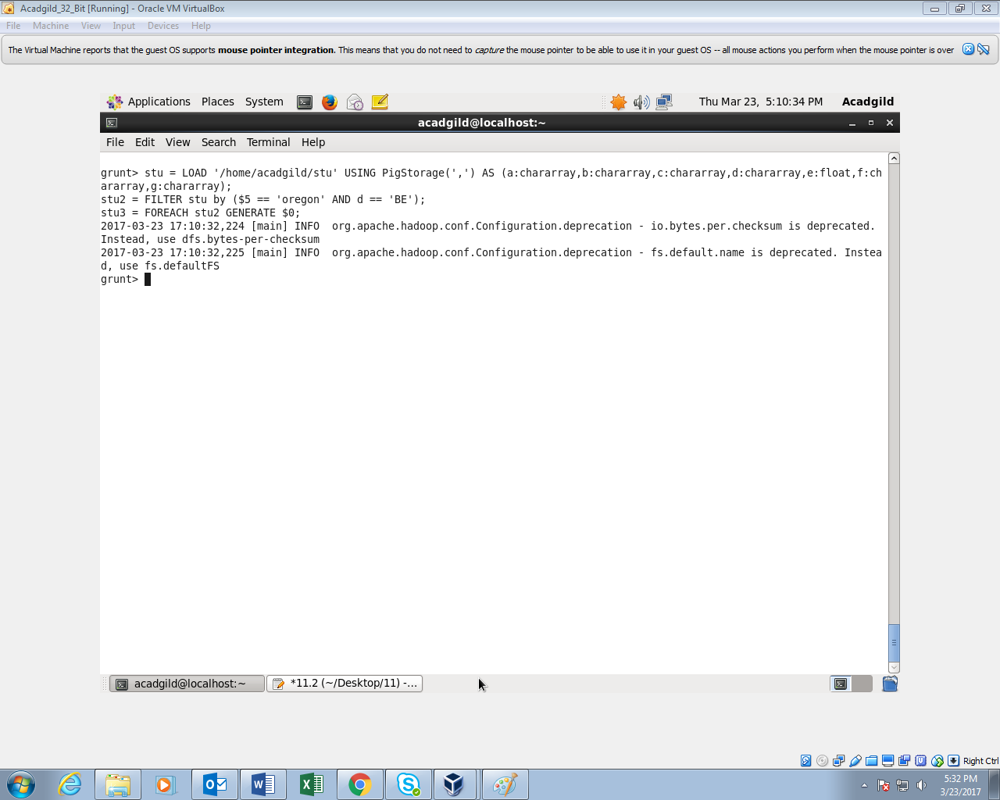 Acadgild_32_Bit [Running] - Oracle VM VirtualBox
File Machine View Input Devices Help
The Virtual Machine reports that the guest OS supports mouse pointer integration. This means that you do not need to capture the mouse pointer to be able to use it in your guest OS -- all mouse actions you perform when the mouse pointer is over
Applications Places System Thu Mar 23, 5:10:34 PM Acadgild
acadgild@localhost:~
File Edit View Search Terminal Help
grunt> stu = LOAD '/home/acadgild/stu' USING PigStorage(',') AS (a:chararray,b:chararray,c:chararray,d:chararray,e:float,f:ch
ararray,g:chararray);
stu2 = FILTER stu by ($5 == 'oregon' AND d == 'BE');
stu3 = FOREACH stu2 GENERATE $0;
2017-03-23 17:10:32,224 [main] INFO  org.apache.hadoop.conf.Configuration.deprecation - io.bytes.per.checksum is deprecated.
Instead, use dfs.bytes-per-checksum
2017-03-23 17:10:32,225 [main] INFO  org.apache.hadoop.conf.Configuration.deprecation - fs.default.name is deprecated. Instea
d, use fs.defaultFS
grunt>
acadgild@localhost:~ *11.2 (~/Desktop/11) -...
Right Ctrl
5:32 PM
3/23/2017